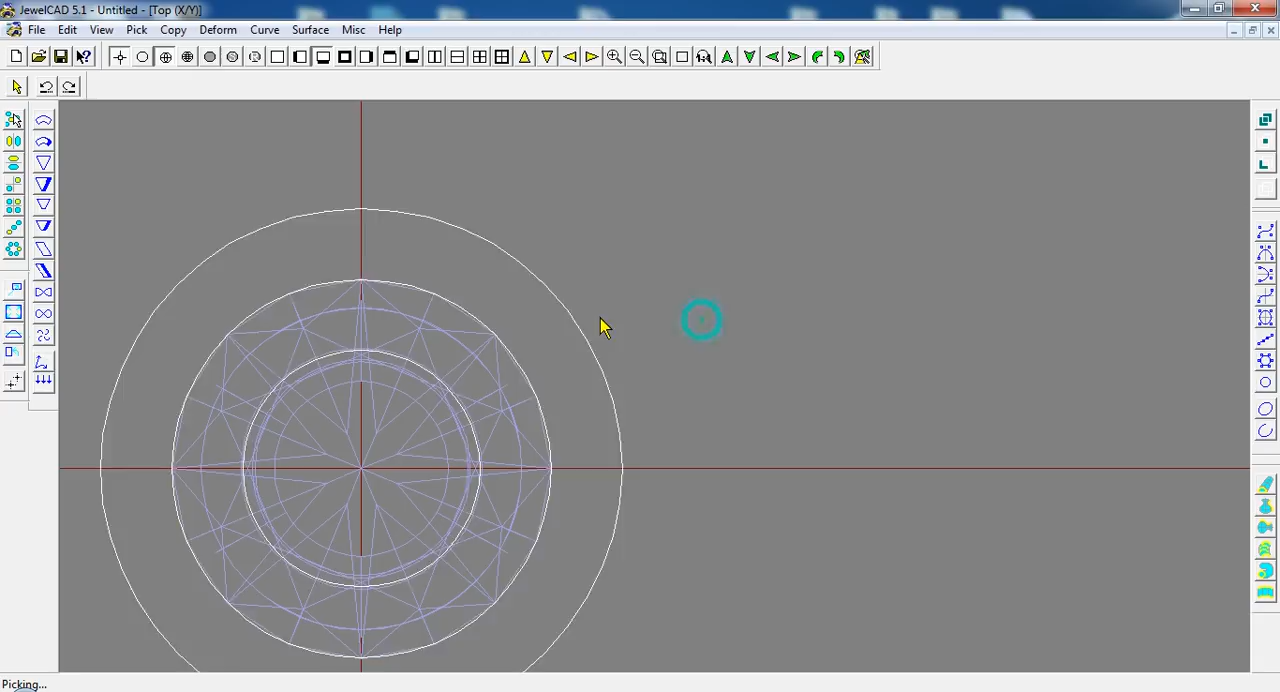 JewelCAD 5.1 - Untitled - [Top (X/Y)]
File Edit View Pick Copy Deform Curve Surface Misc Help
Picking...